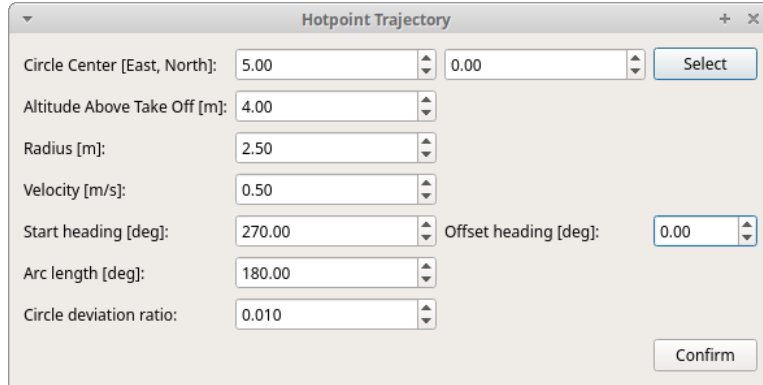 Hotpoint Trajectory
Circle Center [East, North]: 5.00 0.00 Select
Altitude Above Take Off [m]: 4.00
Radius [m]: 2.50
Velocity [m/s]: 0.50
Start heading [deg]: 270.00 Offset heading [deg]: 0.00
Arc length [deg]: 180.00
Circle deviation ratio: 0.010
Confirm